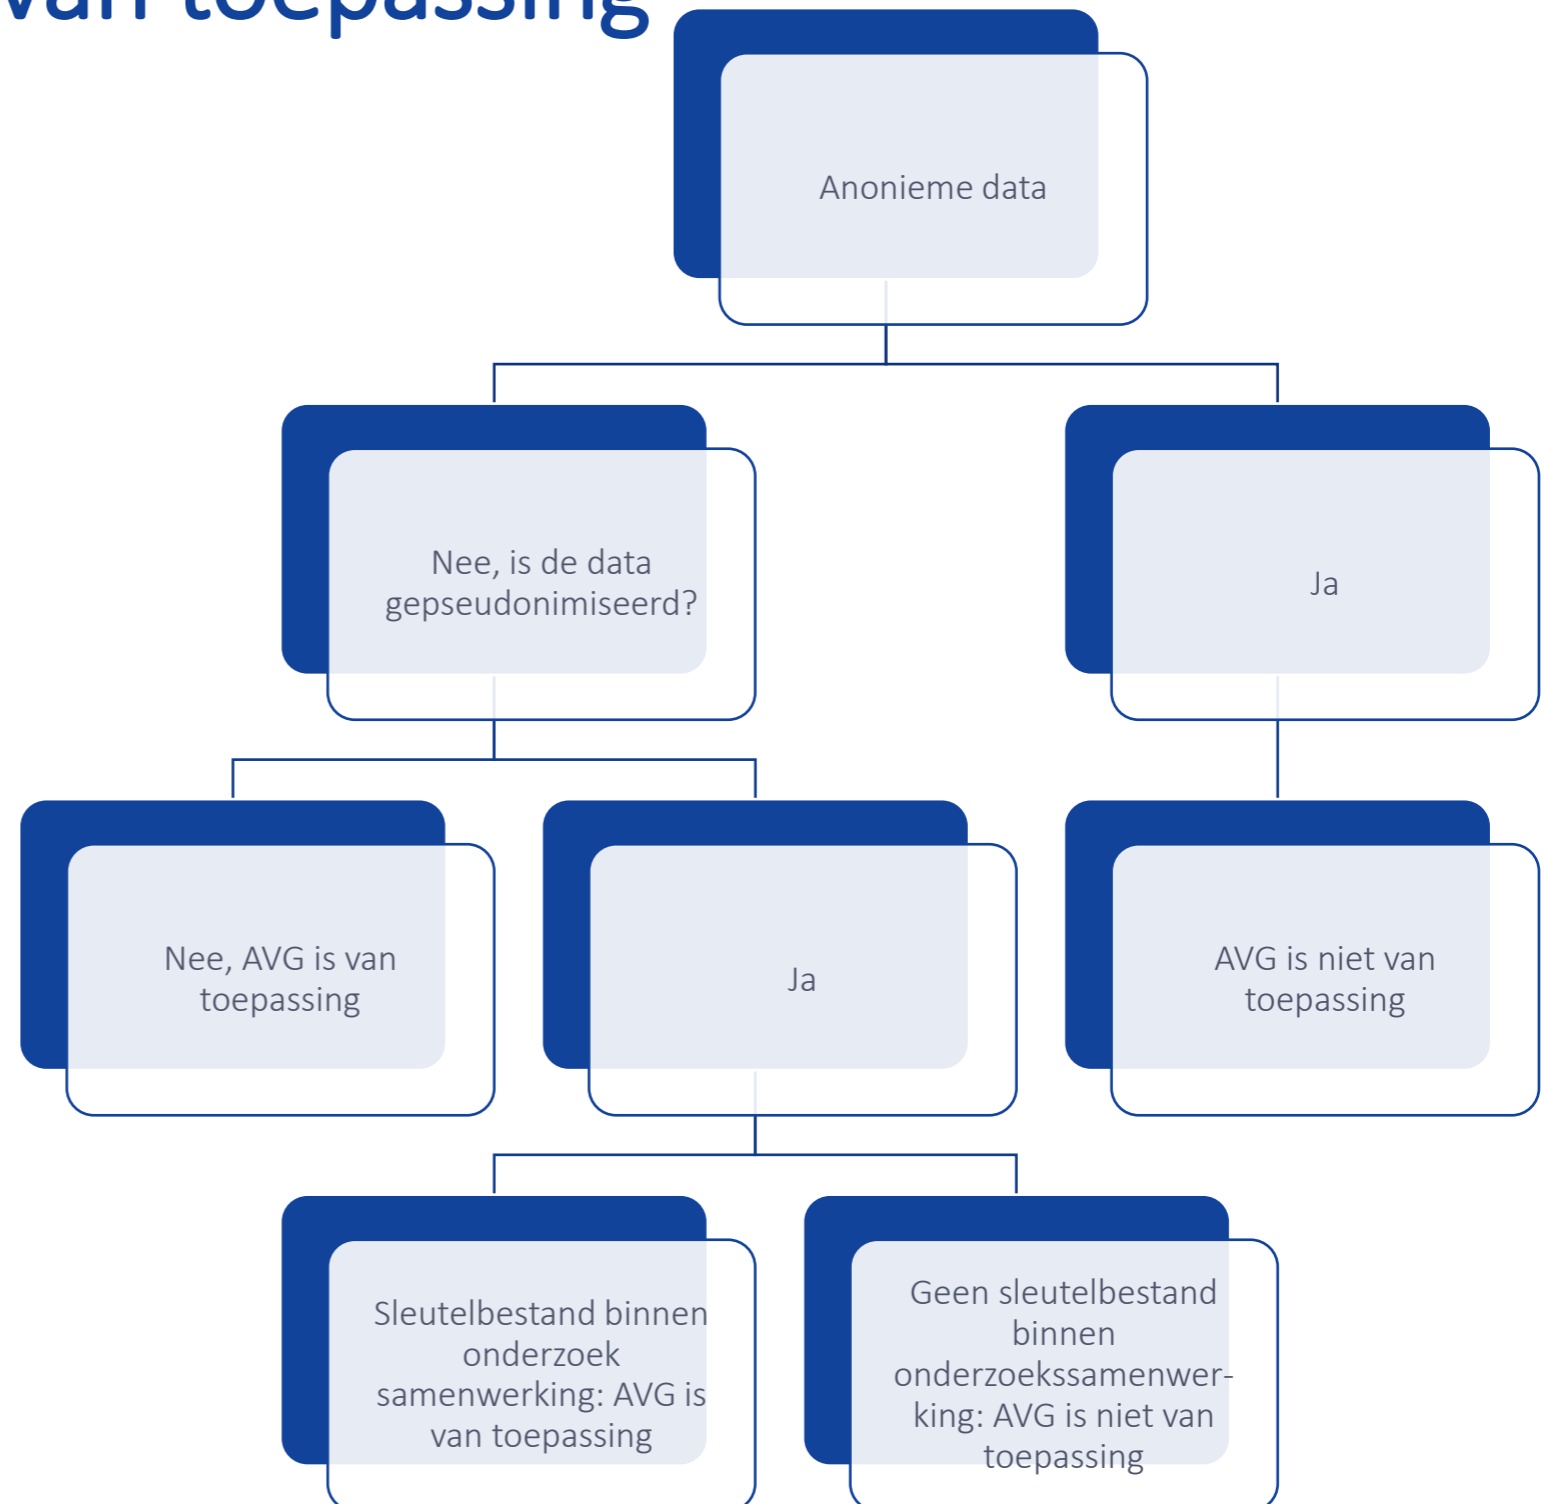 van toepassing
Anonieme data
Nee, is de data
gepseudonimiseerd?
Ja
Nee, AVG is van
toepassing
Ja
AVG is niet van
toepassing
Sleutelbestand binnen
onderzoek
samenwerking: AVG is
van toepassing
Geen sleutelbestand
binnen
onderzoekssamenwer-
king: AVG is niet van
toepassing